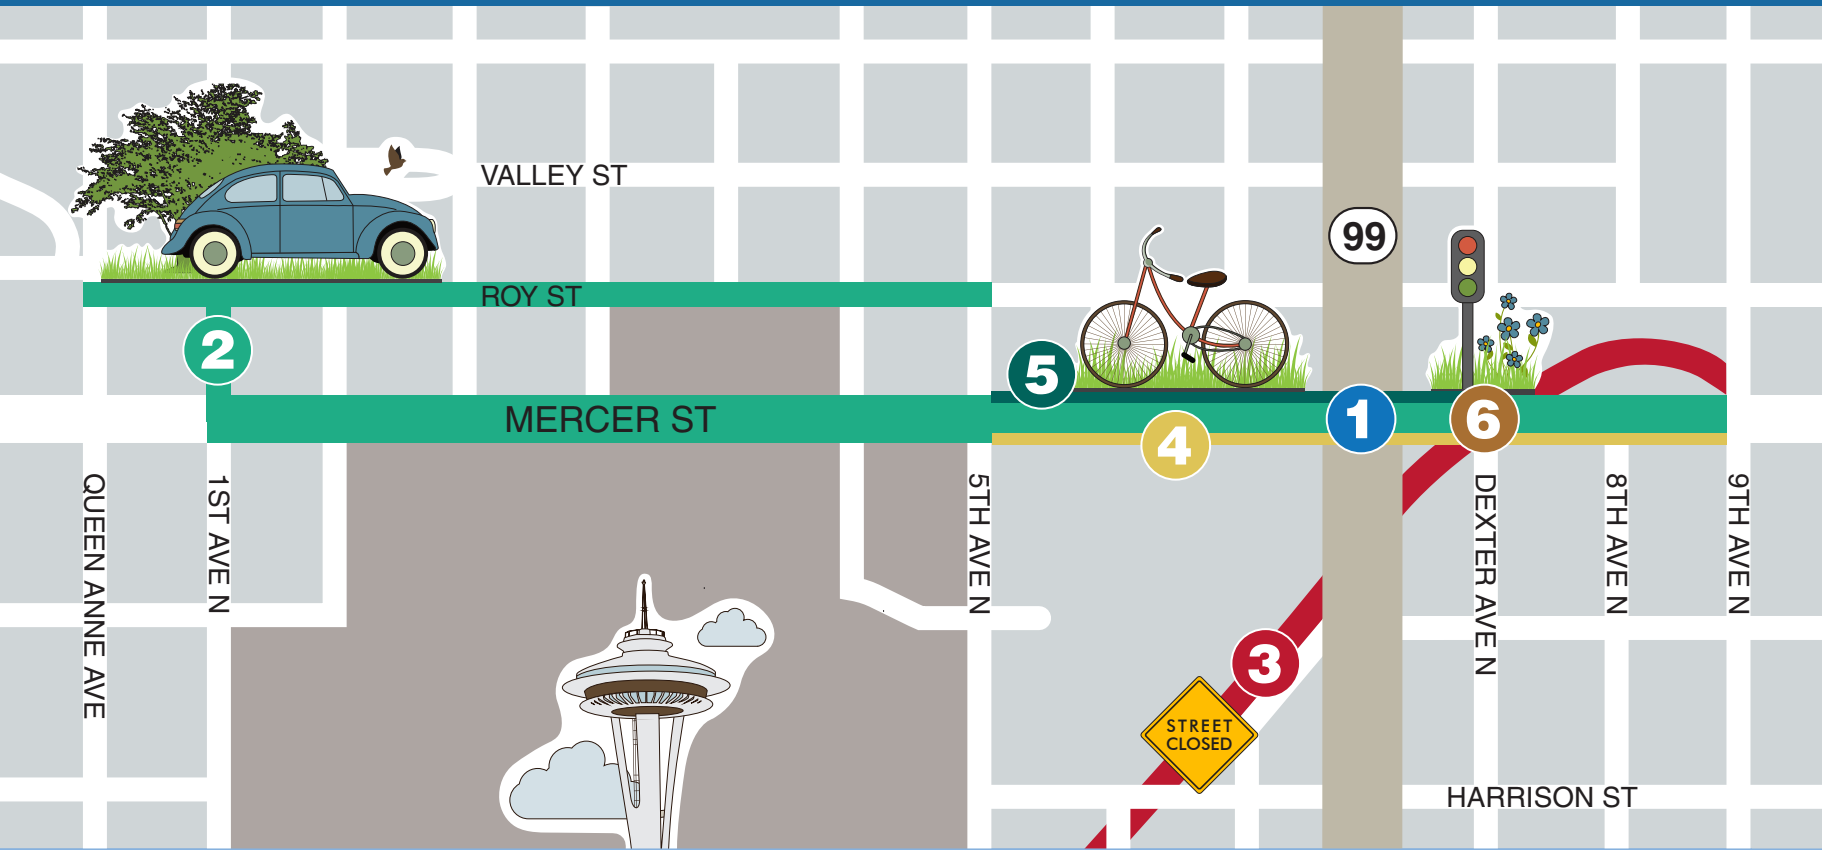 VALLEY ST
99
ROY ST
2
5
MERCER ST
1
6
4
QUEEN ANNE AVE
1ST AVE N
5TH AVE N
DEXTER AVE N
8TH AVE N
9TH AVE N
3
STREET
CLOSED
HARRISON ST